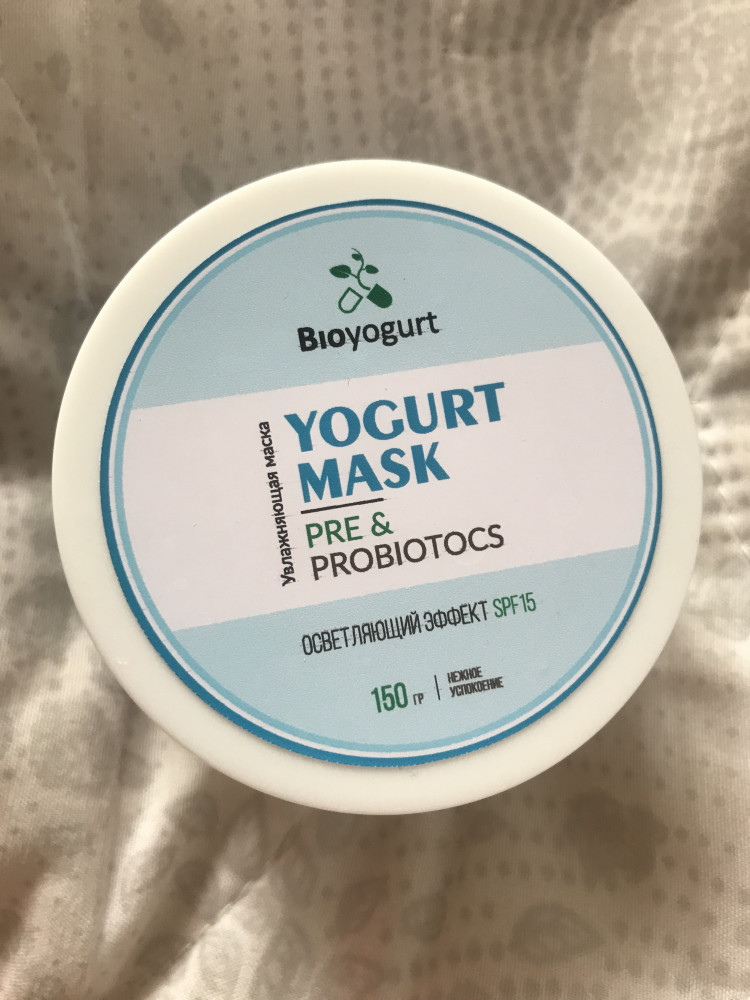 Bioyogurt
Увлажняющая маска
YOGURT
MASK
PRE &
PROBIOTOCS
ОСВЕТЛЯЮЩИЙ ЭФФЕКТ SPF15
150 ГР | НЕЖНОЕ
УСПОКОЕНИЕ